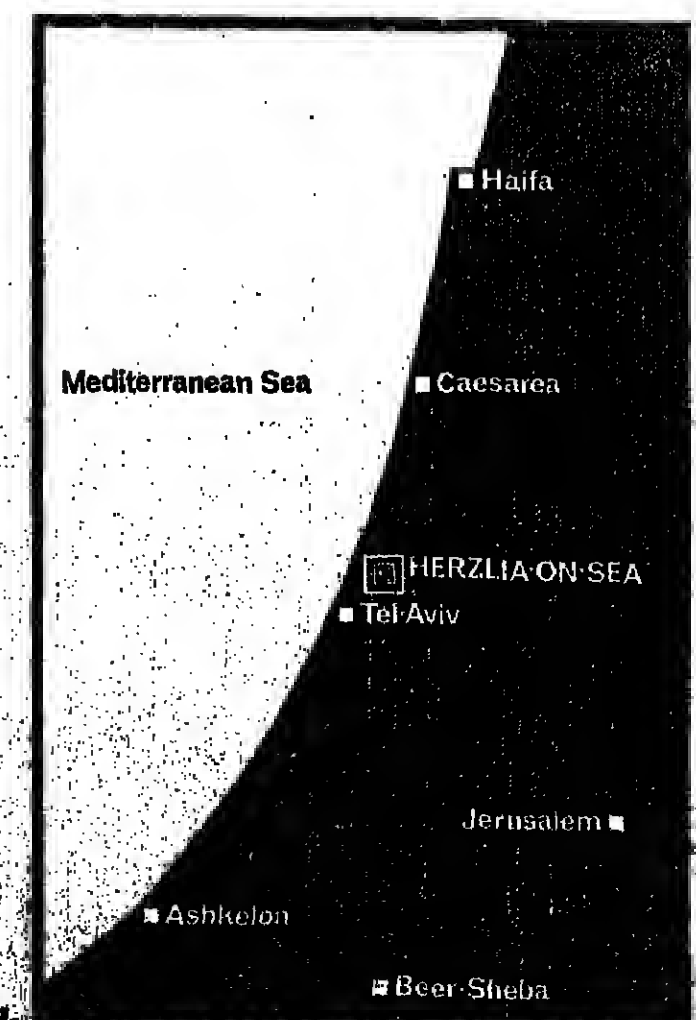 Haifa
Mediterranean Sea
Caesarea
HERZLIA·ON·SEA
Tel·Aviv
Jerusalem
Ashkelon
Beer·Sheba